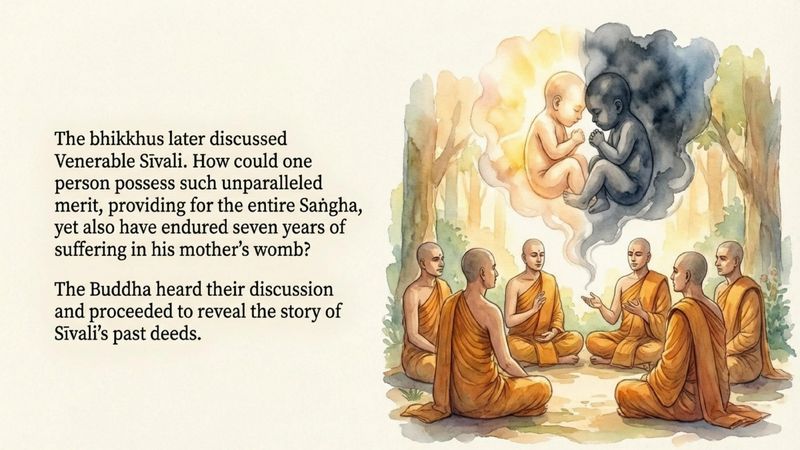 The bhikkhus later discussed
Venerable Sīvali. How could one
person possess such unparalleled
merit, providing for the entire Saṅgha,
yet also have endured seven years of
suffering in his mother’s womb?
The Buddha heard their discussion
and proceeded to reveal the story of
Sīvali’s past deeds.